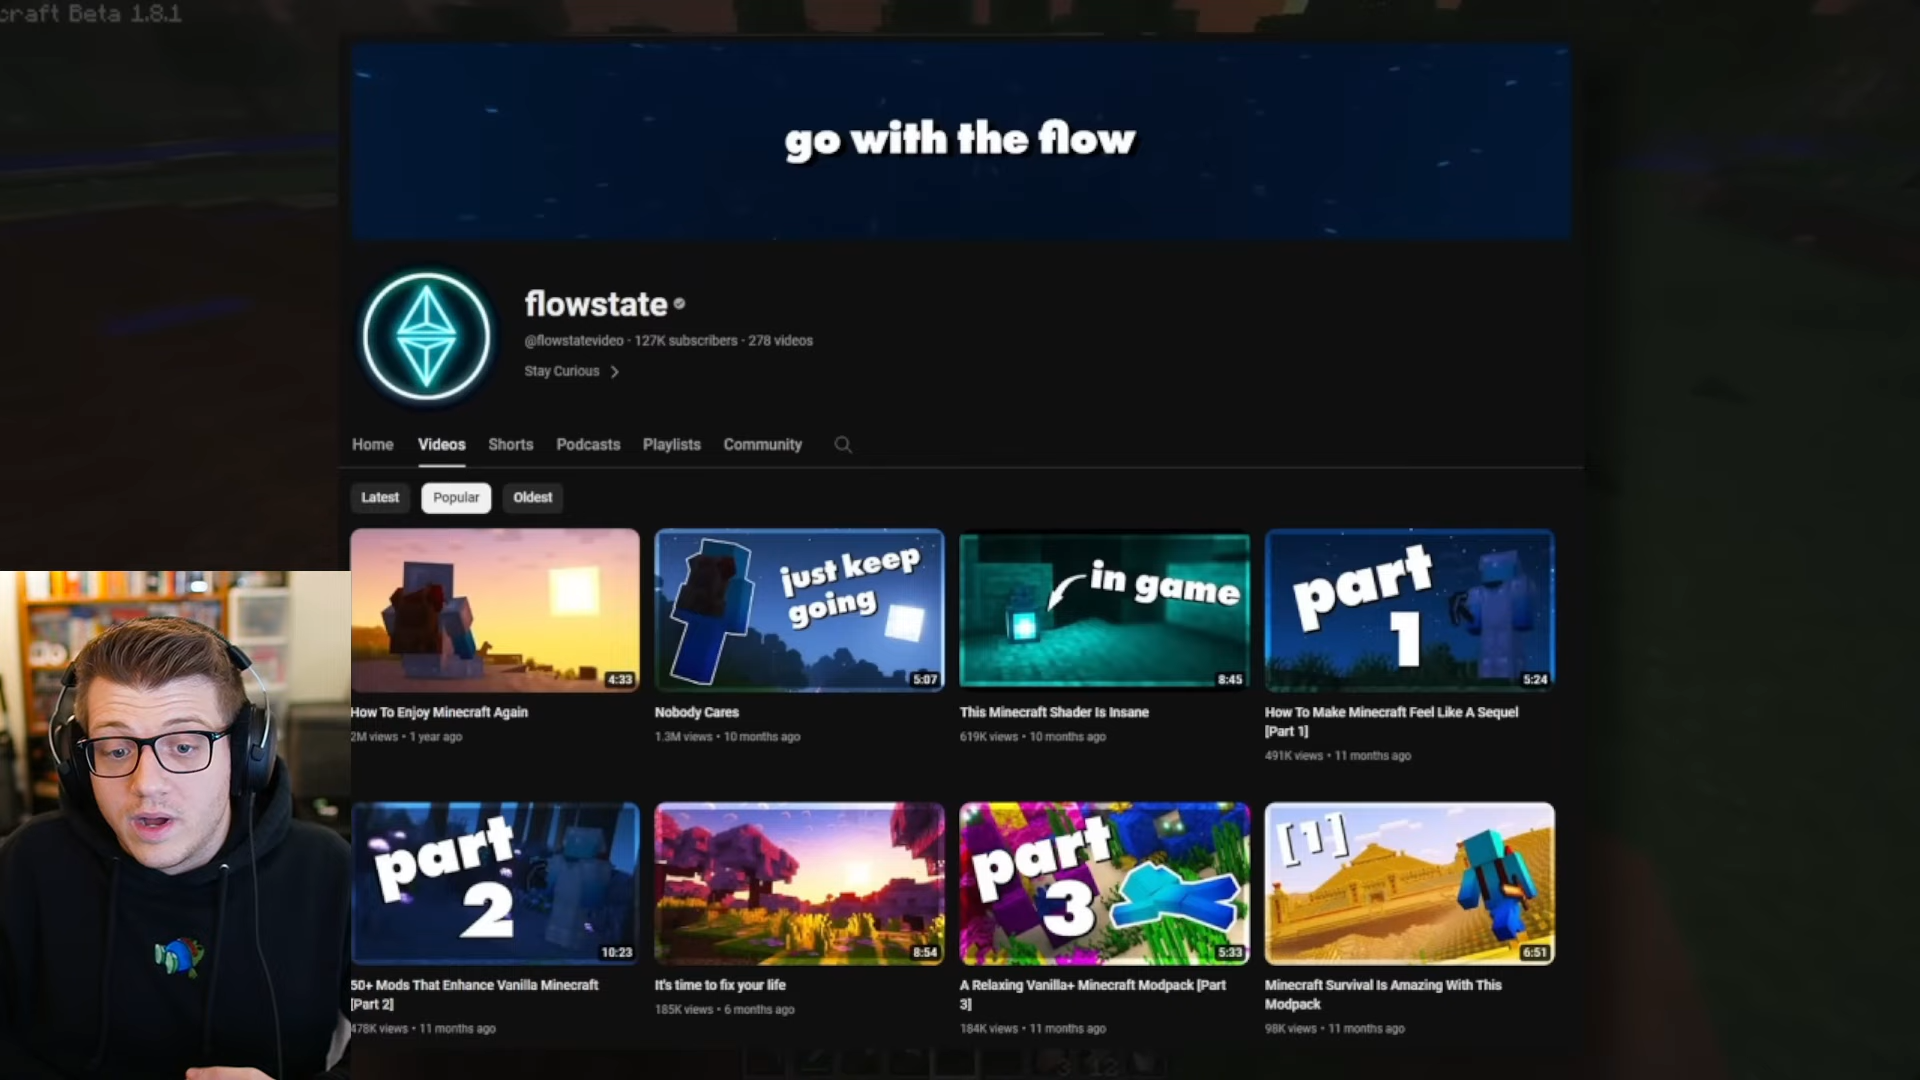 craft Beta 1.8.1
go with the flow
flowstate
@flowstatevideo · 127K subscribers · 278 videos
Stay Curious
Home Videos Shorts Podcasts Playlists Community
Latest Popular Oldest
4:33
just keep
going
5:07
in game
8:45
part
1
5:24
How To Enjoy Minecraft Again
2M views · 1 year ago
Nobody Cares
1.3M views · 10 months ago
This Minecraft Shader Is Insane
619K views · 10 months ago
How To Make Minecraft Feel Like A Sequel
[Part 1]
491K views · 11 months ago
part
2
10:23
8:54
part
3
5:33
[1]
6:51
50+ Mods That Enhance Vanilla Minecraft
[Part 2]
478K views · 11 months ago
It's time to fix your life
185K views · 6 months ago
A Relaxing Vanilla+ Minecraft Modpack [Part
3]
184K views · 11 months ago
Minecraft Survival Is Amazing With This
Modpack
98K views · 11 months ago
3 12